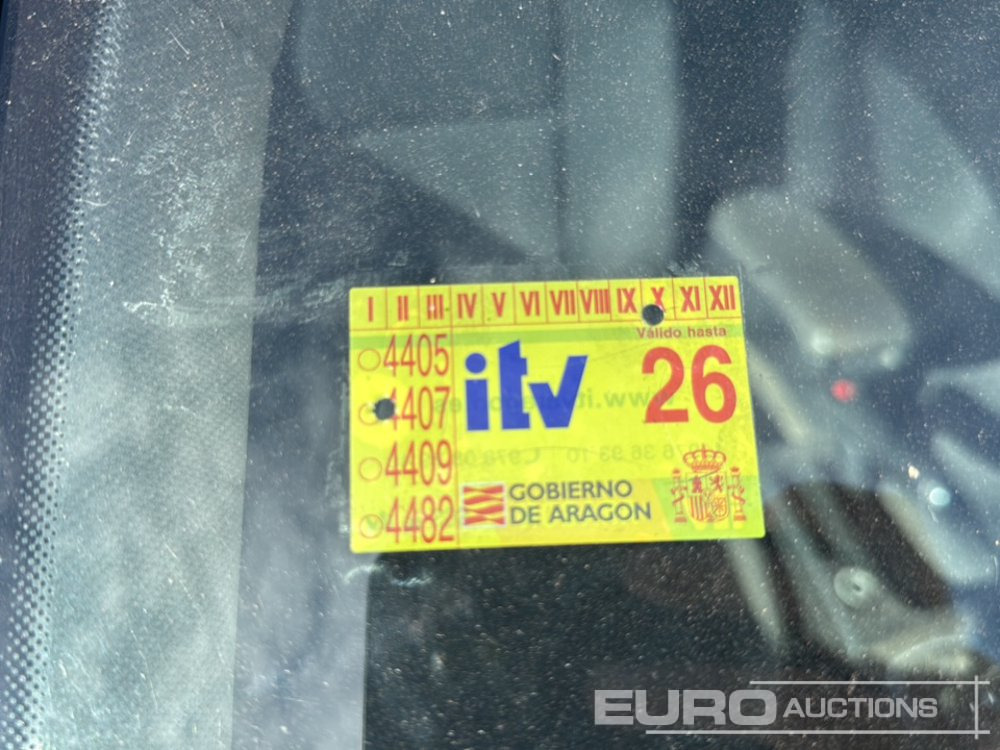 I II III IV V VI VII VIII IX X XI XII
Válido hasta
4405
4407
4409
4482
itv
26
GOBIERNO
DE ARAGON
EURO AUCTIONS